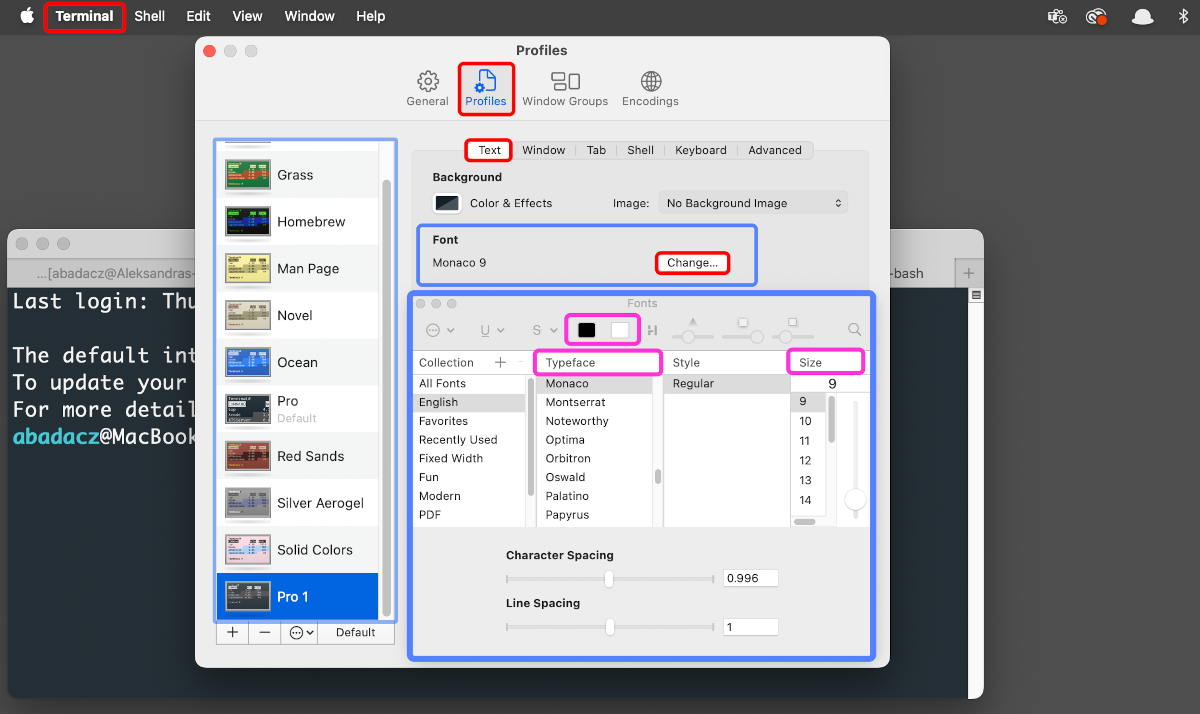 Terminal Shell Edit View Window Help
Profiles
General Profiles Window Groups Encodings
Text Window Tab Shell Keyboard Advanced
Background
Color & Effects Image: No Background Image
Font
Monaco 9 Change...
Grass
Homebrew
Man Page
Novel
Ocean
Pro
Default
Red Sands
Silver Aerogel
Solid Colors
Pro 1
+ − Default
Fonts
U S
Collection + Typeface Style Size
All Fonts Monaco Regular 9
English Montserrat 9
Favorites Noteworthy 10
Recently Used Optima 11
Fixed Width Orbitron 12
Fun Oswald 13
Modern Palatino 14
PDF Papyrus
Character Spacing
0.996
Line Spacing
1
...[abadacz@Aleksandras-
-bash +
Last login: Thu
The default int
To update your
For more detail
abadacz@MacBook